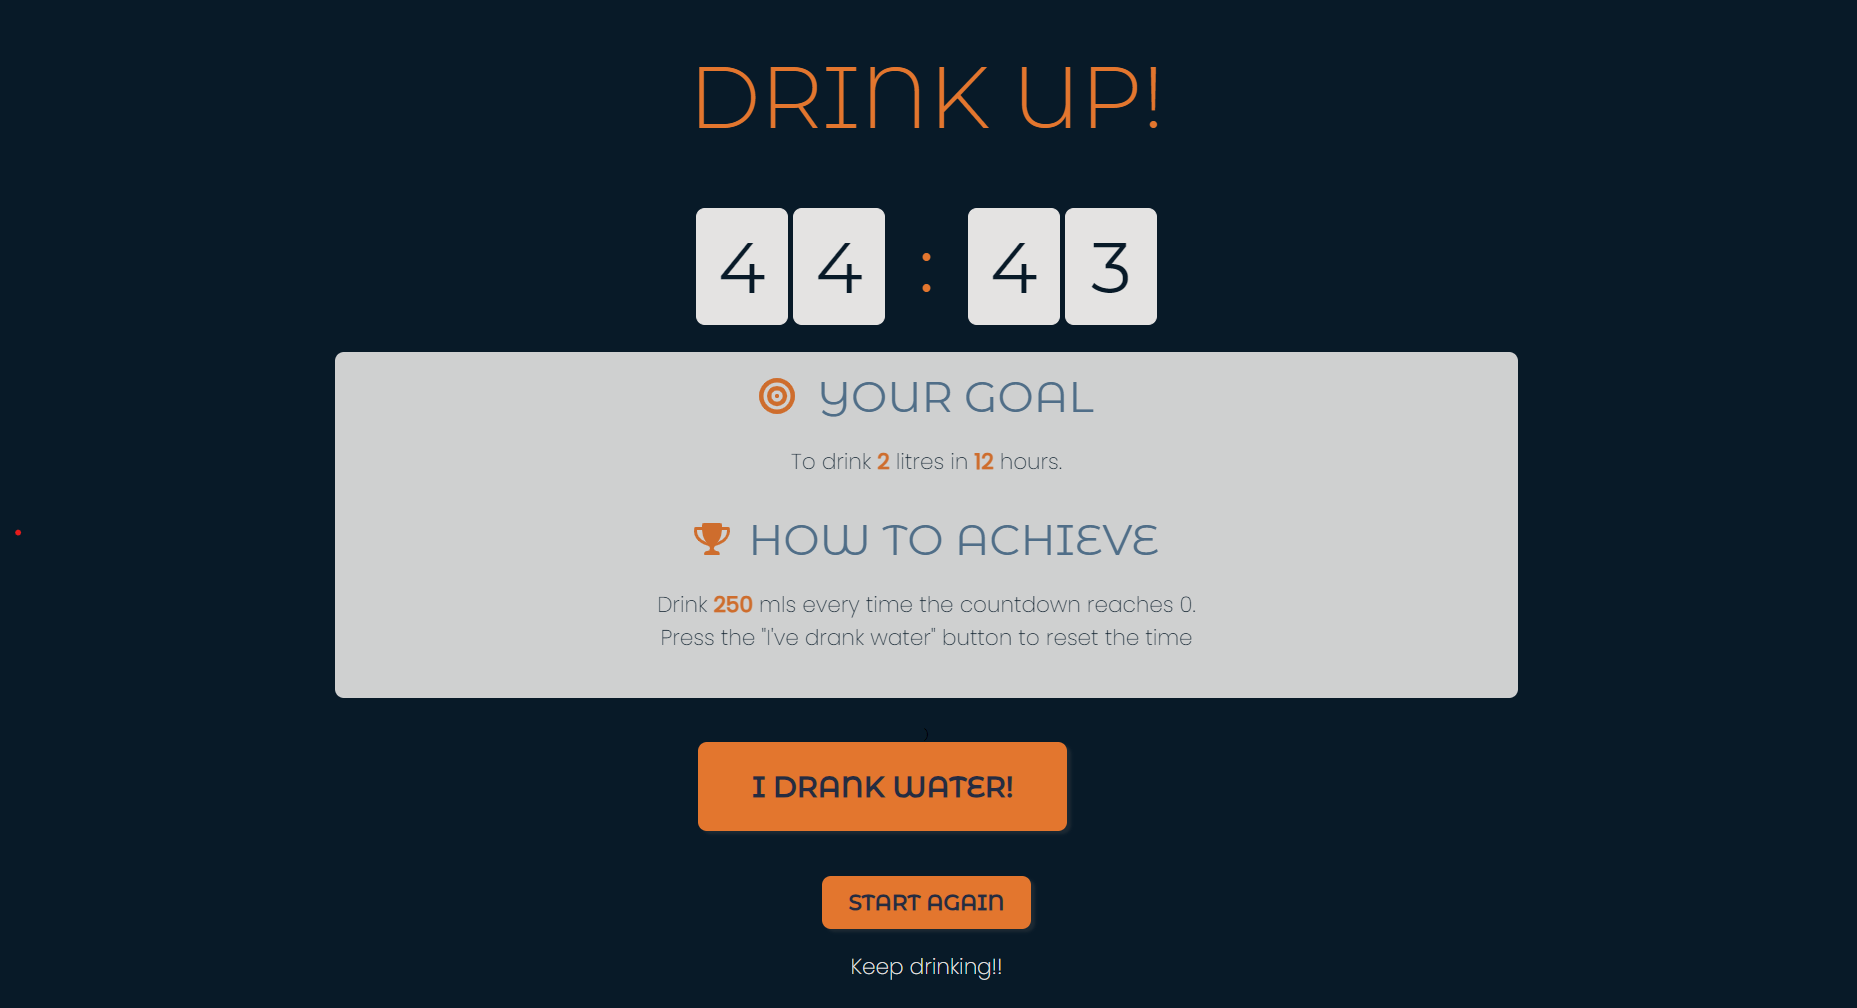 DRINK UP!
44 : 43
YOUR GOAL
To drink 2 litres in 12 hours.
HOW TO ACHIEVE
Drink 250 mls every time the countdown reaches 0.
Press the "I've drank water" button to reset the time
)
I DRANK WATER!
START AGAIN
Keep drinking!!